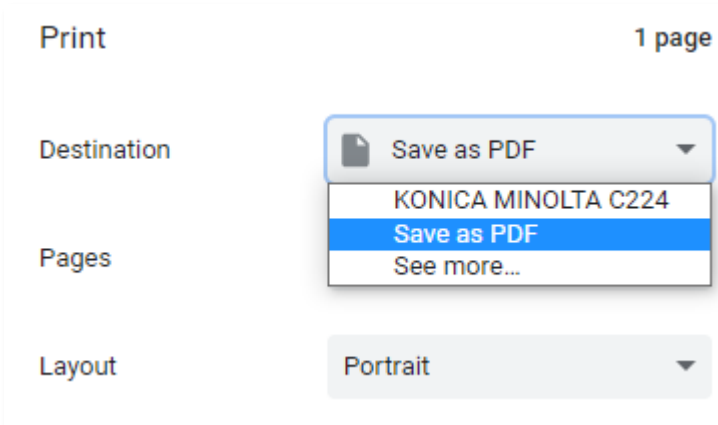 Print 1 page
Destination Save as PDF
KONICA MINOLTA C224
Save as PDF
Pages
See more...
Layout Portrait